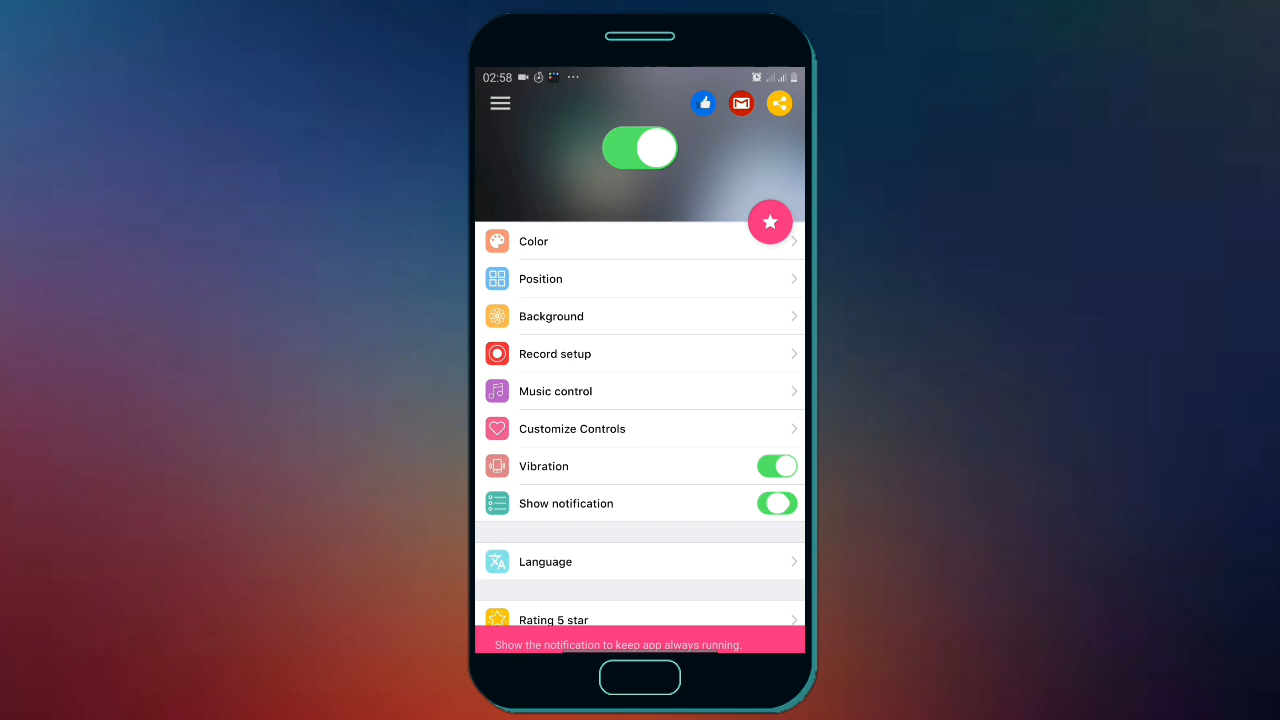 02:58
Color
Position
Background
Record setup
Music control
Customize Controls
Vibration
Show notification
Language
Rating 5 star
Show the notification to keep app always running.